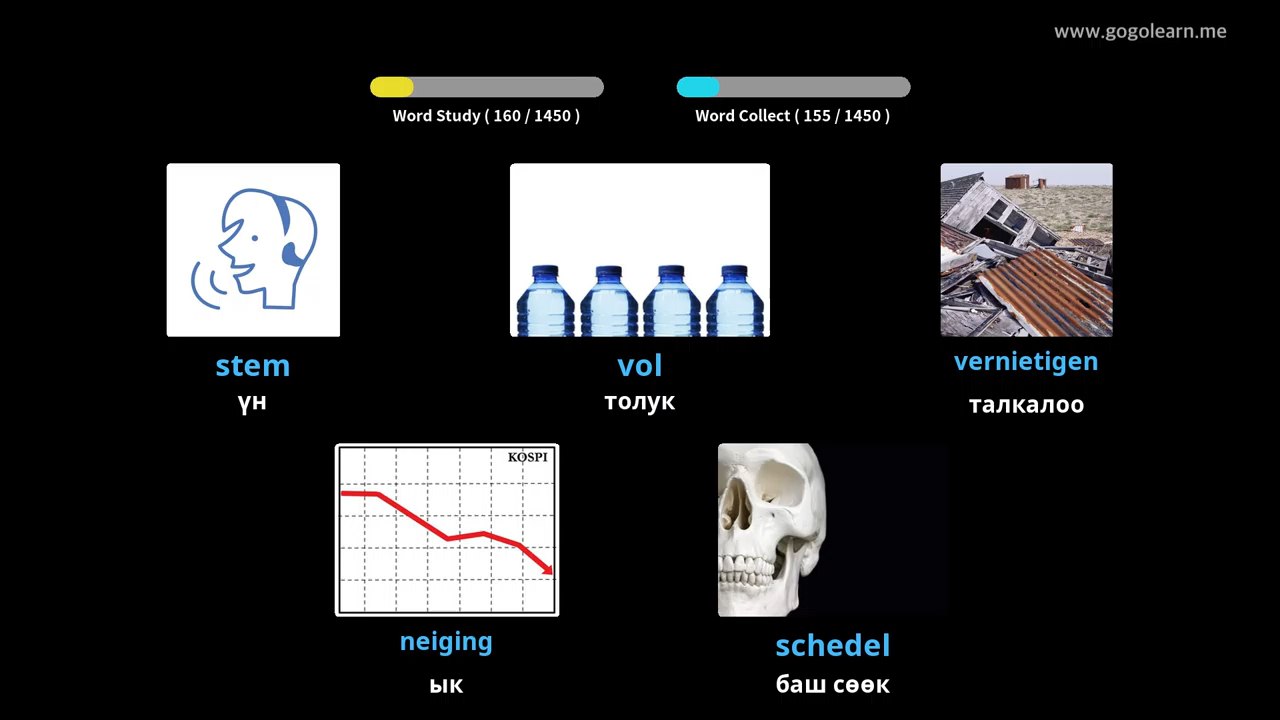 www.gogolearn.me
Word Study ( 160 / 1450 )
Word Collect ( 155 / 1450 )
stem
үн
vol
толук
vernietigen
талкалоо
KOSPI
neiging
ык
schedel
баш сөөк